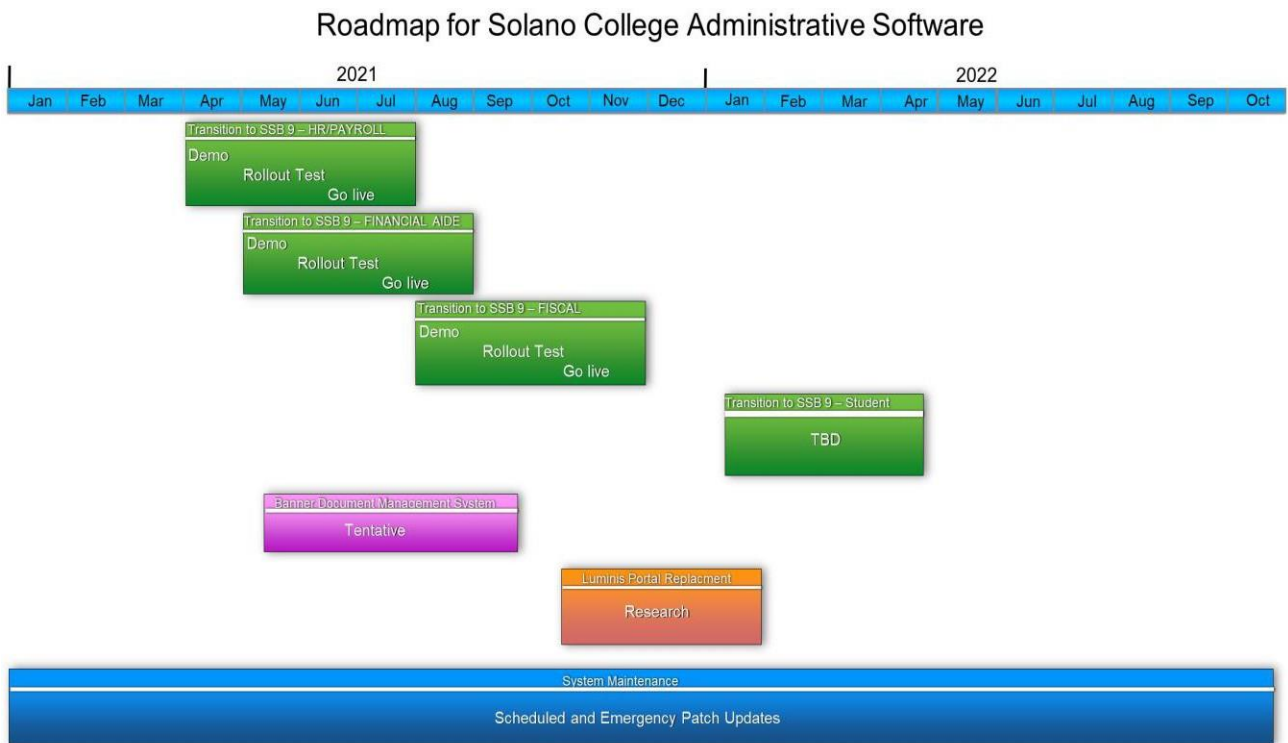 Roadmap for Solano College Administrative Software
2021 2022
Jan Feb Mar Apr May Jun Jul Aug Sep Oct Nov Dec Jan Feb Mar Apr May Jun Jul Aug Sep Oct
Transition to SSB 9 – HR/PAYROLL
Demo
Rollout Test
Go live
Transition to SSB 9 – FINANCIAL AIDE
Demo
Rollout Test
Go live
Transition to SSB 9 – FISCAL
Demo
Rollout Test
Go live
Transition to SSB 9 – Student
TBD
Banner Document Management System
Tentative
Luminis Portal Replacment
Research
System Maintenance
Scheduled and Emergency Patch Updates